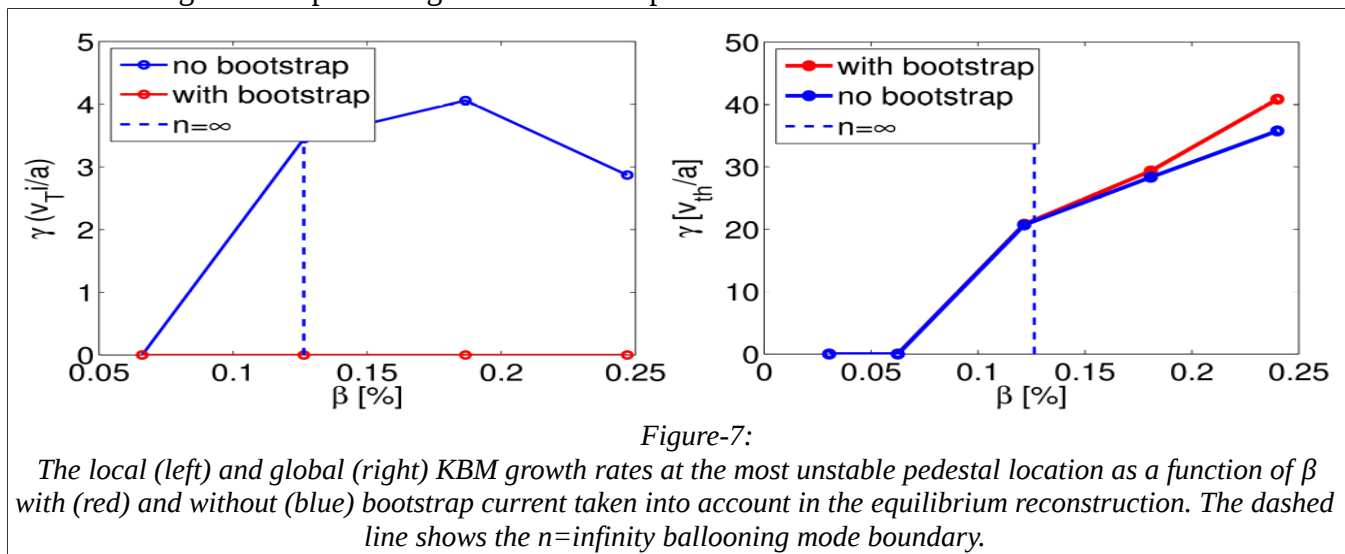 5
4
3
2
1
0
γ (v_Ti/a)
no bootstrap
with bootstrap
n=∞
0.05 0.1 0.15 0.2 0.25
β [%]
50
40
30
20
10
0
γ [v_th/a]
with bootstrap
no bootstrap
n=∞
0 0.05 0.1 0.15 0.2 0.25
β [%]
Figure-7:
The local (left) and global (right) KBM growth rates at the most unstable pedestal location as a function of β
with (red) and without (blue) bootstrap current taken into account in the equilibrium reconstruction. The dashed
line shows the n=infinity ballooning mode boundary.